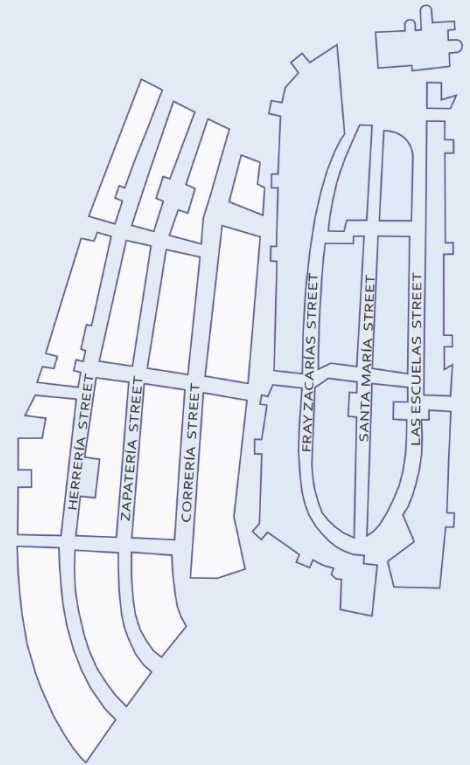 HERRERÍA STREET
ZAPATERÍA STREET
CORRERÍA STREET
FRAY ZACARÍAS STREET
SANTA MARÍA STREET
LAS ESCUELAS STREET